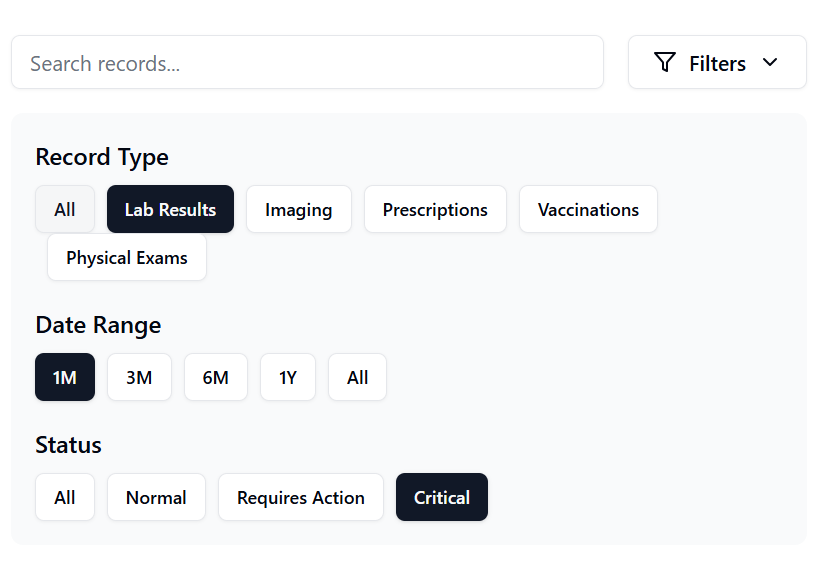 Search records...
Filters
Record Type
All Lab Results Imaging Prescriptions Vaccinations
Physical Exams
Date Range
1M 3M 6M 1Y All
Status
All Normal Requires Action Critical